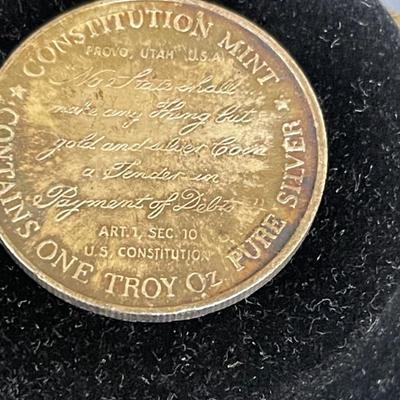 ★ CONSTITUTION MINT ★
PROVO, UTAH U.S.A.
"No State shall
make any Thing but
gold and silver Coin
a Tender in
Payment of Debts"
ART. 1, SEC. 10
U.S. CONSTITUTION
CONTAINS ONE TROY Oz PURE SILVER